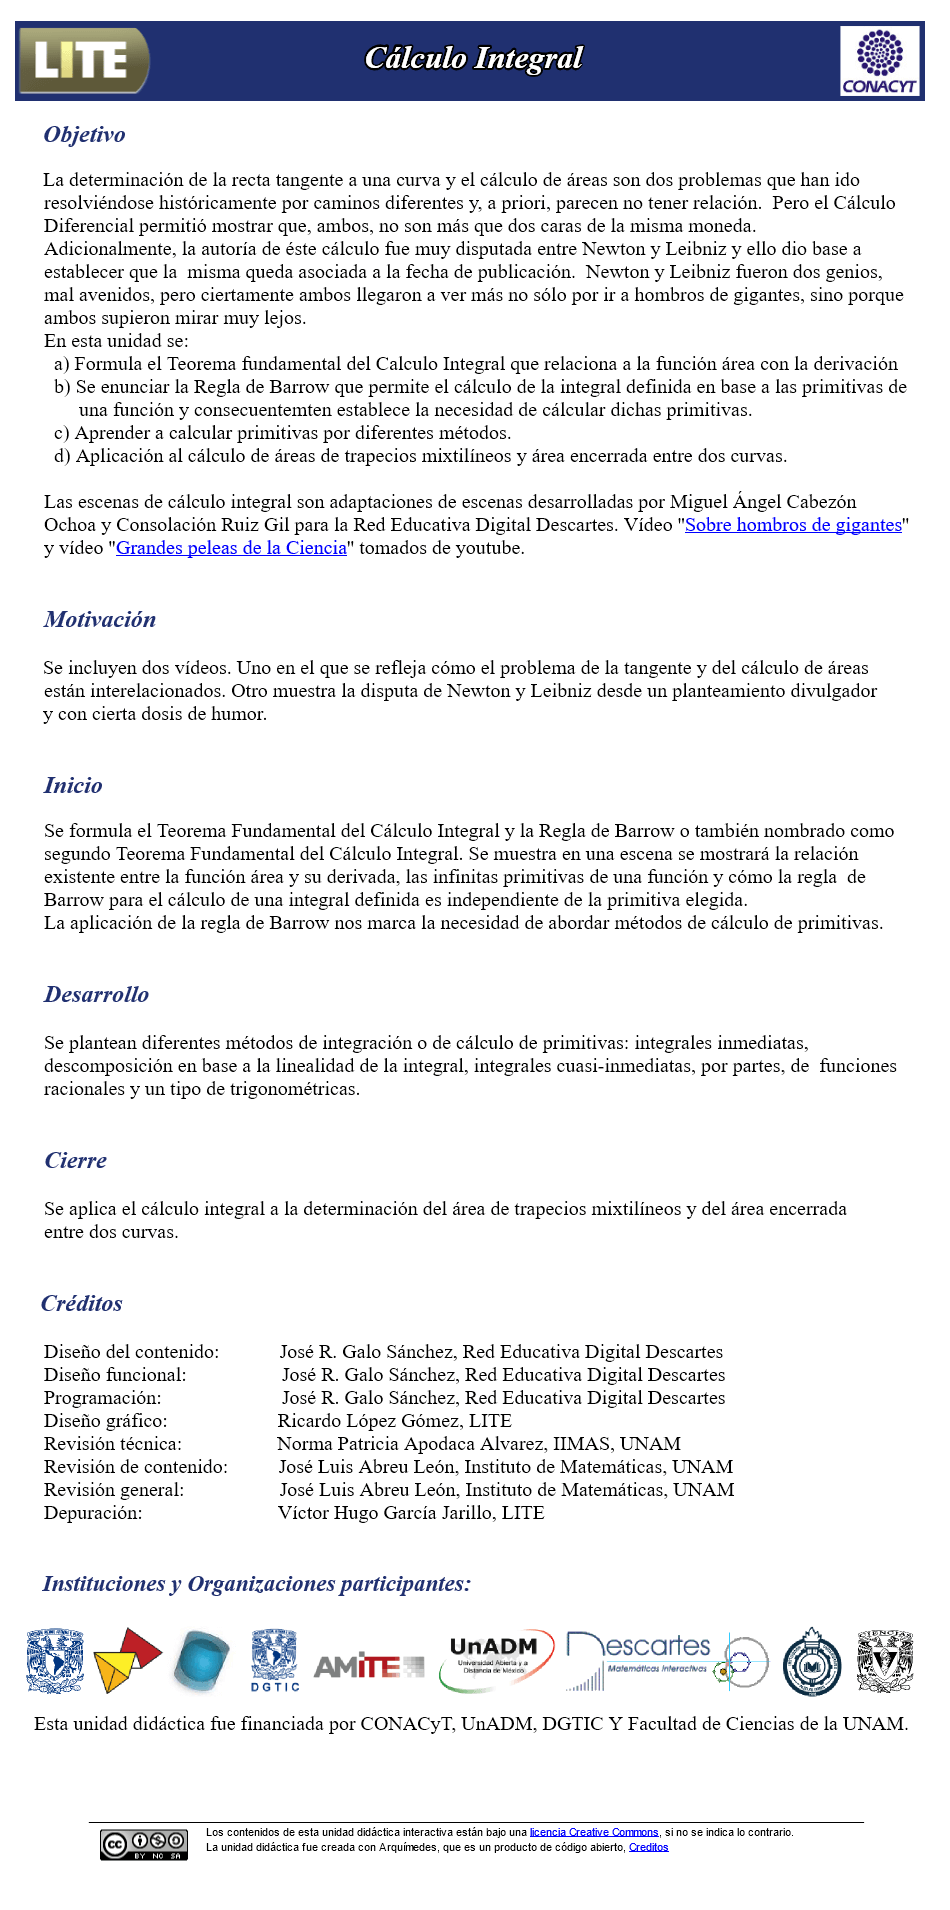 LITE
Cálculo Integral
CONACYT
Objetivo
La determinación de la recta tangente a una curva y el cálculo de áreas son dos problemas que han ido
resolviéndose históricamente por caminos diferentes y, a priori, parecen no tener relación.  Pero el Cálculo
Diferencial permitió mostrar que, ambos, no son más que dos caras de la misma moneda.
Adicionalmente, la autoría de éste cálculo fue muy disputada entre Newton y Leibniz y ello dio base a
establecer que la  misma queda asociada a la fecha de publicación.  Newton y Leibniz fueron dos genios,
mal avenidos, pero ciertamente ambos llegaron a ver más no sólo por ir a hombros de gigantes, sino porque
ambos supieron mirar muy lejos.
En esta unidad se:
a) Formula el Teorema fundamental del Calculo Integral que relaciona a la función área con la derivación
b) Se enunciar la Regla de Barrow que permite el cálculo de la integral definida en base a las primitivas de
una función y consecuentemten establece la necesidad de cálcular dichas primitivas.
c) Aprender a calcular primitivas por diferentes métodos.
d) Aplicación al cálculo de áreas de trapecios mixtilíneos y área encerrada entre dos curvas.
Las escenas de cálculo integral son adaptaciones de escenas desarrolladas por Miguel Ángel Cabezón
Ochoa y Consolación Ruiz Gil para la Red Educativa Digital Descartes. Vídeo "Sobre hombros de gigantes"
y vídeo "Grandes peleas de la Ciencia" tomados de youtube.
Motivación
Se incluyen dos vídeos. Uno en el que se refleja cómo el problema de la tangente y del cálculo de áreas
están interelacionados. Otro muestra la disputa de Newton y Leibniz desde un planteamiento divulgador
y con cierta dosis de humor.
Inicio
Se formula el Teorema Fundamental del Cálculo Integral y la Regla de Barrow o también nombrado como
segundo Teorema Fundamental del Cálculo Integral. Se muestra en una escena se mostrará la relación
existente entre la función área y su derivada, las infinitas primitivas de una función y cómo la regla  de
Barrow para el cálculo de una integral definida es independiente de la primitiva elegida.
La aplicación de la regla de Barrow nos marca la necesidad de abordar métodos de cálculo de primitivas.
Desarrollo
Se plantean diferentes métodos de integración o de cálculo de primitivas: integrales inmediatas,
descomposición en base a la linealidad de la integral, integrales cuasi-inmediatas, por partes, de  funciones
racionales y un tipo de trigonométricas.
Cierre
Se aplica el cálculo integral a la determinación del área de trapecios mixtilíneos y del área encerrada
entre dos curvas.
Créditos
Diseño del contenido: José R. Galo Sánchez, Red Educativa Digital Descartes
Diseño funcional: José R. Galo Sánchez, Red Educativa Digital Descartes
Programación: José R. Galo Sánchez, Red Educativa Digital Descartes
Diseño gráfico: Ricardo López Gómez, LITE
Revisión técnica: Norma Patricia Apodaca Alvarez, IIMAS, UNAM
Revisión de contenido: José Luis Abreu León, Instituto de Matemáticas, UNAM
Revisión general: José Luis Abreu León, Instituto de Matemáticas, UNAM
Depuración: Víctor Hugo García Jarillo, LITE
Instituciones y Organizaciones participantes:
DGTIC
AMITE
UnADM
Universidad Abierta y a
Distancia de México
Descartes
Matemáticas Interactivas
CIENCIAS
Esta unidad didáctica fue financiada por CONACyT, UnADM, DGTIC Y Facultad de Ciencias de la UNAM.
cc BY NC SA
Los contenidos de esta unidad didáctica interactiva están bajo una licencia Creative Commons, si no se indica lo contrario.
La unidad didáctica fue creada con Arquímedes, que es un producto de código abierto, Creditos